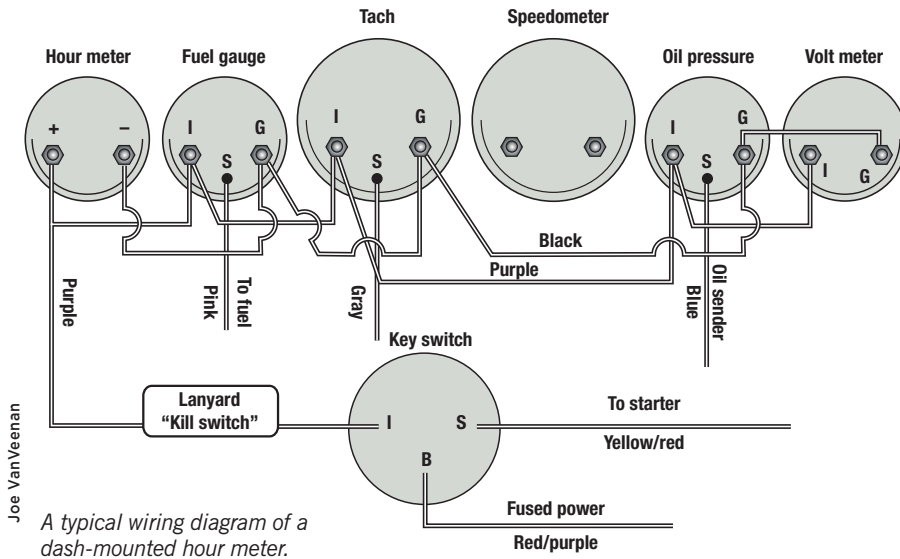 Tach
Speedometer
Hour meter
Fuel gauge
Oil pressure
Volt meter
+
–
I
G
S
I
G
S
I
G
S
I
G
Black
Purple
Purple
Pink
To fuel
Gray
Blue
Oil sender
Key switch
Lanyard
"Kill switch"
I
S
B
To starter
Yellow/red
Fused power
Red/purple
Joe VanVeenan
A typical wiring diagram of a
dash-mounted hour meter.